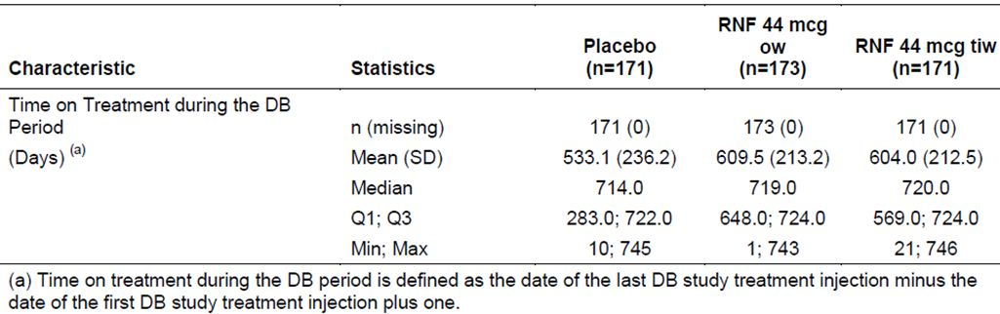 Characteristic Statistics Placebo (n=171) RNF 44 mcg ow (n=173) RNF 44 mcg tiw (n=171)
Time on Treatment during the DB
Period n (missing) 171 (0) 173 (0) 171 (0)
(Days) (a) Mean (SD) 533.1 (236.2) 609.5 (213.2) 604.0 (212.5)
Median 714.0 719.0 720.0
Q1; Q3 283.0; 722.0 648.0; 724.0 569.0; 724.0
Min; Max 10; 745 1; 743 21; 746
(a) Time on treatment during the DB period is defined as the date of the last DB study treatment injection minus the
date of the first DB study treatment injection plus one.